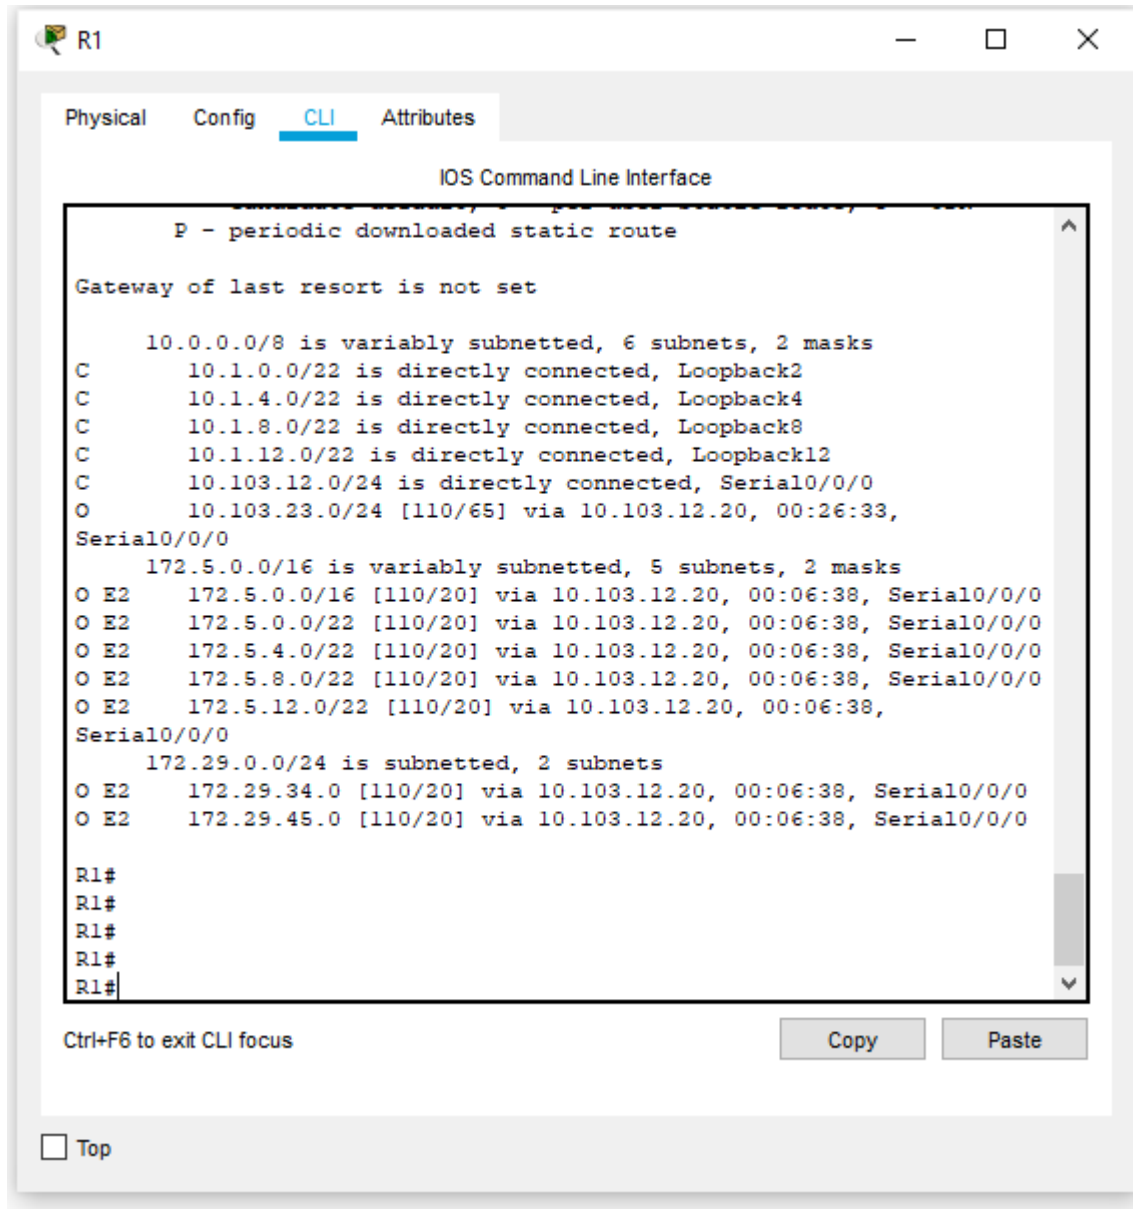 R1
Physical Config CLI Attributes
IOS Command Line Interface
P - periodic downloaded static route
Gateway of last resort is not set
10.0.0.0/8 is variably subnetted, 6 subnets, 2 masks
C 10.1.0.0/22 is directly connected, Loopback2
C 10.1.4.0/22 is directly connected, Loopback4
C 10.1.8.0/22 is directly connected, Loopback8
C 10.1.12.0/22 is directly connected, Loopback12
C 10.103.12.0/24 is directly connected, Serial0/0/0
O 10.103.23.0/24 [110/65] via 10.103.12.20, 00:26:33,
Serial0/0/0
172.5.0.0/16 is variably subnetted, 5 subnets, 2 masks
O E2 172.5.0.0/16 [110/20] via 10.103.12.20, 00:06:38, Serial0/0/0
O E2 172.5.0.0/22 [110/20] via 10.103.12.20, 00:06:38, Serial0/0/0
O E2 172.5.4.0/22 [110/20] via 10.103.12.20, 00:06:38, Serial0/0/0
O E2 172.5.8.0/22 [110/20] via 10.103.12.20, 00:06:38, Serial0/0/0
O E2 172.5.12.0/22 [110/20] via 10.103.12.20, 00:06:38,
Serial0/0/0
172.29.0.0/24 is subnetted, 2 subnets
O E2 172.29.34.0 [110/20] via 10.103.12.20, 00:06:38, Serial0/0/0
O E2 172.29.45.0 [110/20] via 10.103.12.20, 00:06:38, Serial0/0/0
R1#
R1#
R1#
R1#
R1#
Ctrl+F6 to exit CLI focus
Copy Paste
Top